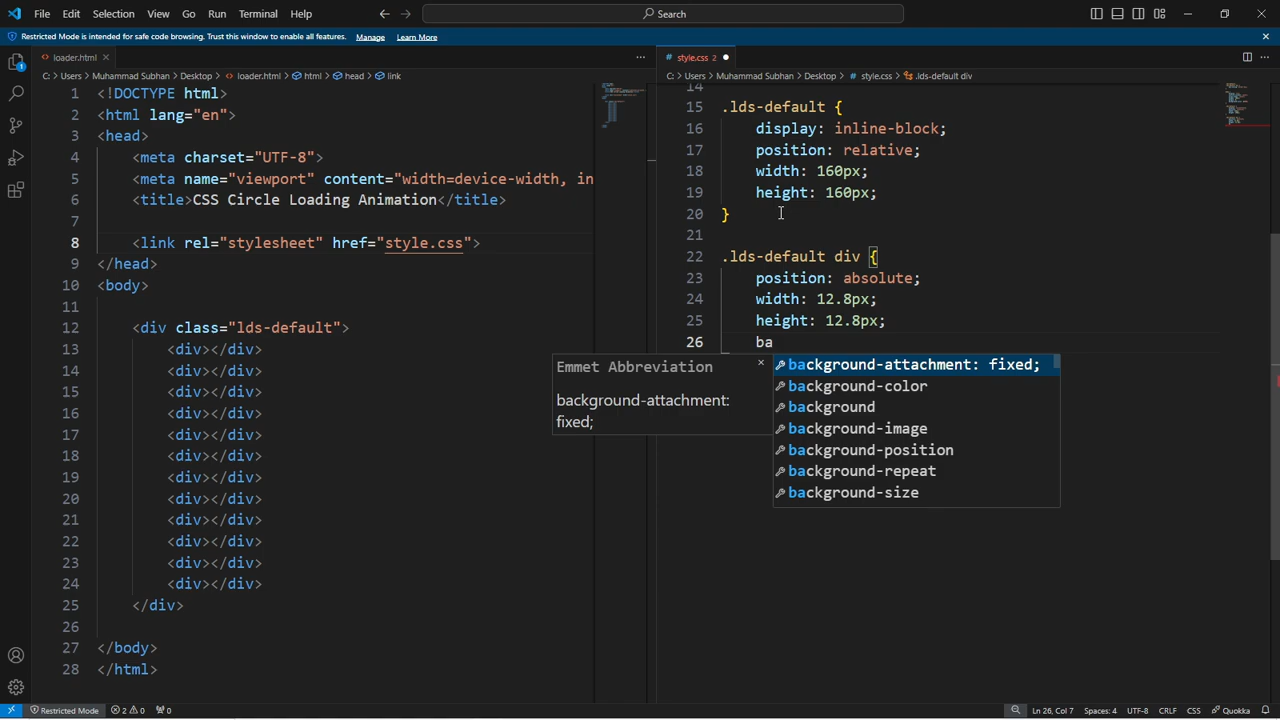 File Edit Selection View Go Run Terminal Help Search
Restricted Mode is intended for safe code browsing. Trust this window to enable all features. Manage Learn More
loader.html
C: > Users > Muhammad Subhan > Desktop > loader.html > html > head > link
1 <!DOCTYPE html>
2 <html lang="en">
3 <head>
4 <meta charset="UTF-8">
5 <meta name="viewport" content="width=device-width, in
6 <title>CSS Circle Loading Animation</title>
7
8 <link rel="stylesheet" href="style.css">
9 </head>
10 <body>
11
12 <div class="lds-default">
13 <div></div>
14 <div></div>
15 <div></div>
16 <div></div>
17 <div></div>
18 <div></div>
19 <div></div>
20 <div></div>
21 <div></div>
22 <div></div>
23 <div></div>
24 <div></div>
25 </div>
26
27 </body>
28 </html>
style.css 2
C: > Users > Muhammad Subhan > Desktop > style.css > .lds-default div
14
15 .lds-default {
16 display: inline-block;
17 position: relative;
18 width: 160px;
19 height: 160px;
20 }
21
22 .lds-default div {
23 position: absolute;
24 width: 12.8px;
25 height: 12.8px;
26 ba
Emmet Abbreviation
background-attachment:
fixed;
background-attachment: fixed;
background-color
background
background-image
background-position
background-repeat
background-size
1
Restricted Mode 2 0 0 Ln 26, Col 7 Spaces: 4 UTF-8 CRLF CSS Quokka